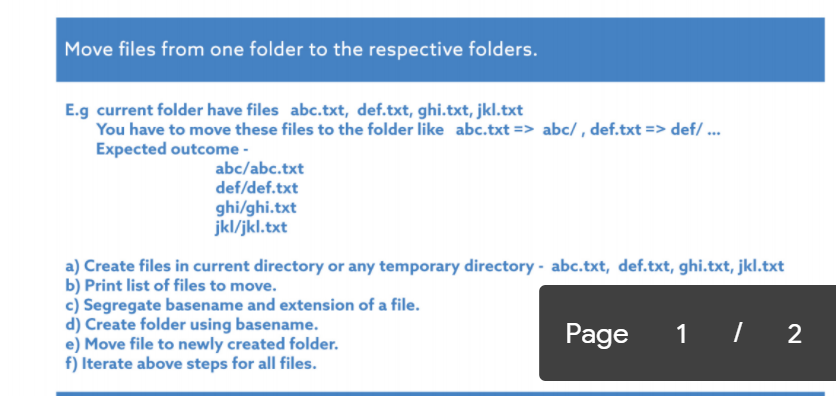 Move files from one folder to the respective folders.
E.g current folder have files abc.txt, def.txt, ghi.txt, jkl.txt
You have to move these files to the folder like abc.txt => abc/ , def.txt => def/ ...
Expected outcome -
abc/abc.txt
def/def.txt
ghi/ghi.txt
jkl/jkl.txt
a) Create files in current directory or any temporary directory - abc.txt, def.txt, ghi.txt, jkl.txt
b) Print list of files to move.
c) Segregate basename and extension of a file.
d) Create folder using basename.
e) Move file to newly created folder.
f) Iterate above steps for all files.
Page 1 / 2